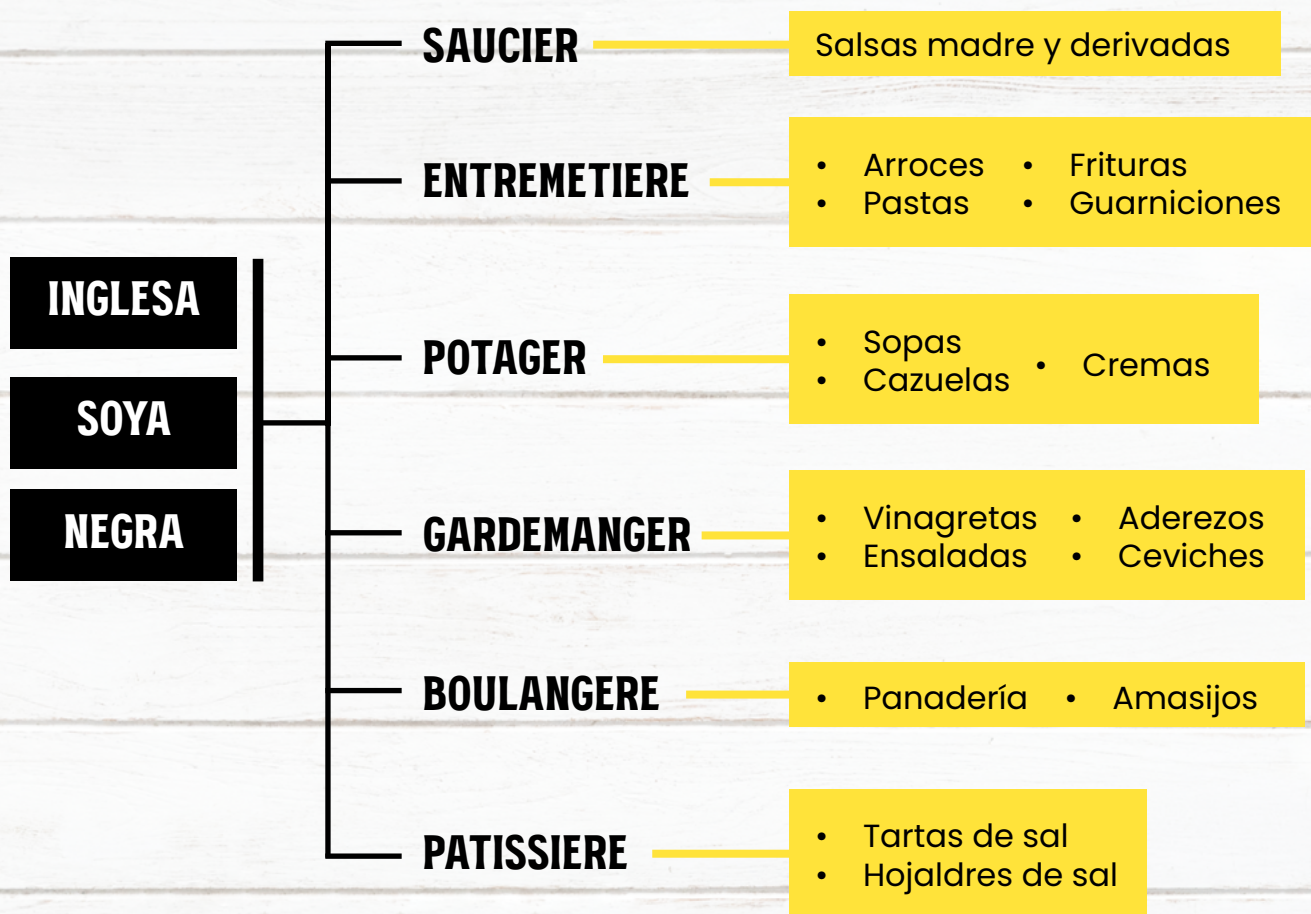 INGLESA
SOYA
NEGRA
SAUCIER
Salsas madre y derivadas
ENTREMETIERE
• Arroces • Frituras
• Pastas • Guarniciones
POTAGER
• Sopas
• Cazuelas • Cremas
GARDEMANGER
• Vinagretas • Aderezos
• Ensaladas • Ceviches
BOULANGERE
• Panadería • Amasijos
PATISSIERE
• Tartas de sal
• Hojaldres de sal